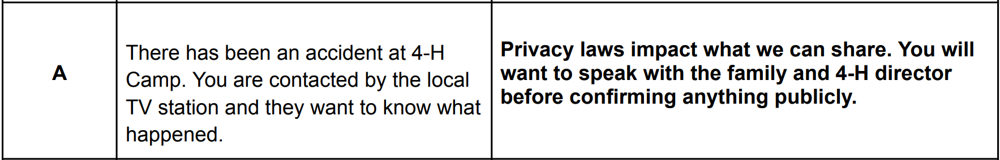 A
There has been an accident at 4-H
Camp. You are contacted by the local
TV station and they want to know what
happened.
Privacy laws impact what we can share. You will
want to speak with the family and 4-H director
before confirming anything publicly.